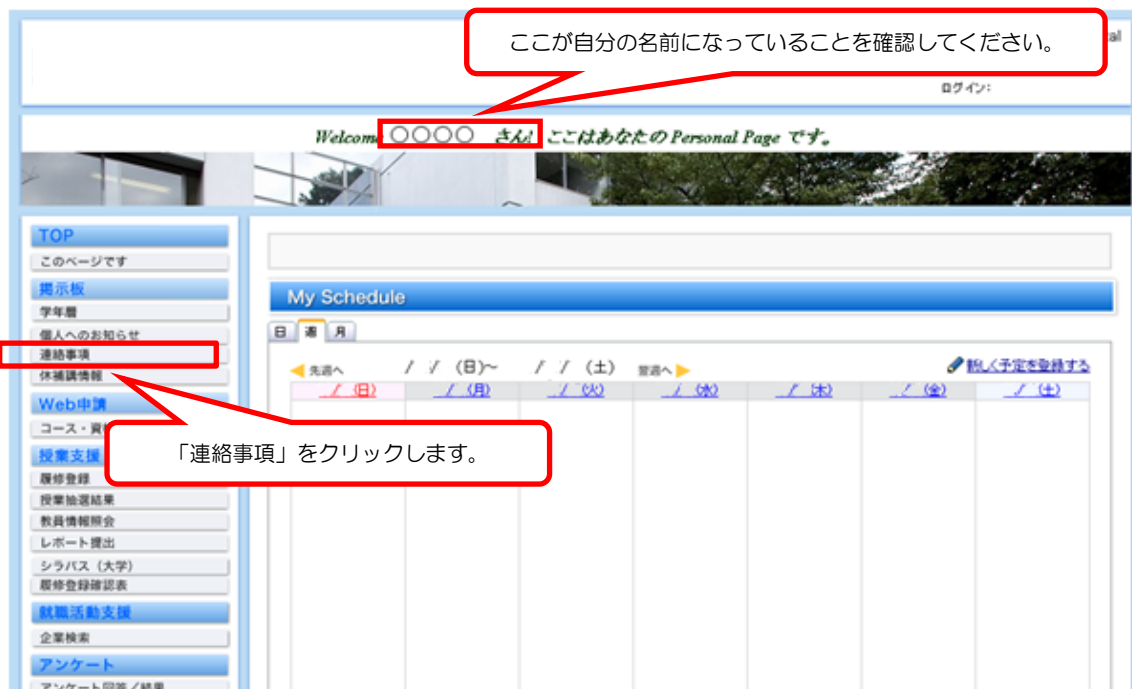 ここが自分の名前になっていることを確認してください。
al
ログイン:
Welcome ○○○○ さん! ここはあなたの Personal Page です。
TOP
このページです
掲示板
学年暦
個人へのお知らせ
連絡事項
休補講情報
Web申請
コース・資
「連絡事項」をクリックします。
授業支援
履修登録
授業抽選結果
教員情報照会
レポート提出
シラバス（大学）
履修登録確認表
就職活動支援
企業検索
アンケート
アンケート回答／結果
My Schedule
日 週 月
先週へ / / (日)～ / / (土) 翌週へ
新しく予定を登録する
/ (日) / (月) / (火) / (水) / (木) / (金) / (土)